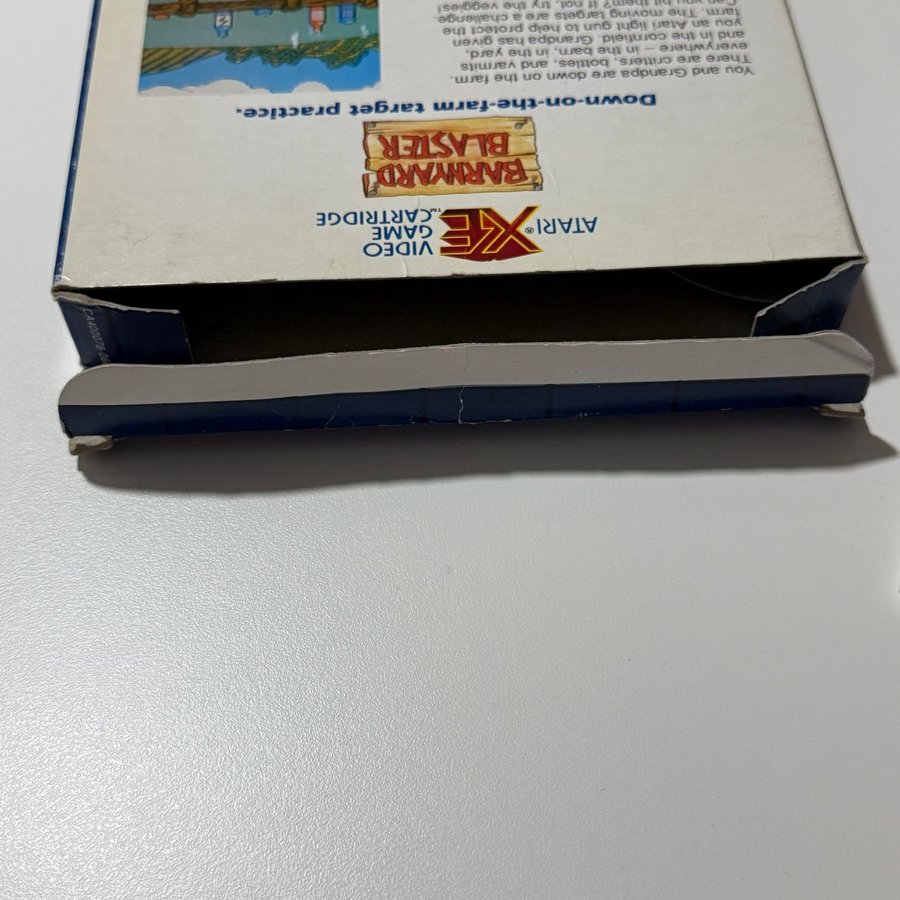 ATARI® XE VIDEO
GAME
CARTRIDGE™
BARNYARD
BLASTER
Down-on-the-farm target practice.
You and Grandpa are down on the farm.
There are critters, bottles, and varmits
everywhere – in the barn, in the yard,
and in the cornfield. Grandpa has given
you an Atari light gun to help protect the
farm. The moving targets are a challenge.
Can you hit them? If not, try the veggies!